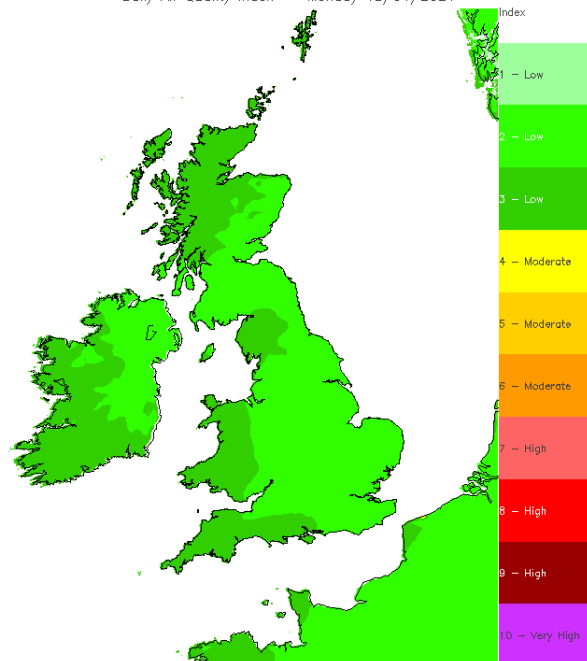 Index
1 - Low
2 - Low
3 - Low
4 - Moderate
5 - Moderate
6 - Moderate
7 - High
8 - High
9 - High
10 - Very High